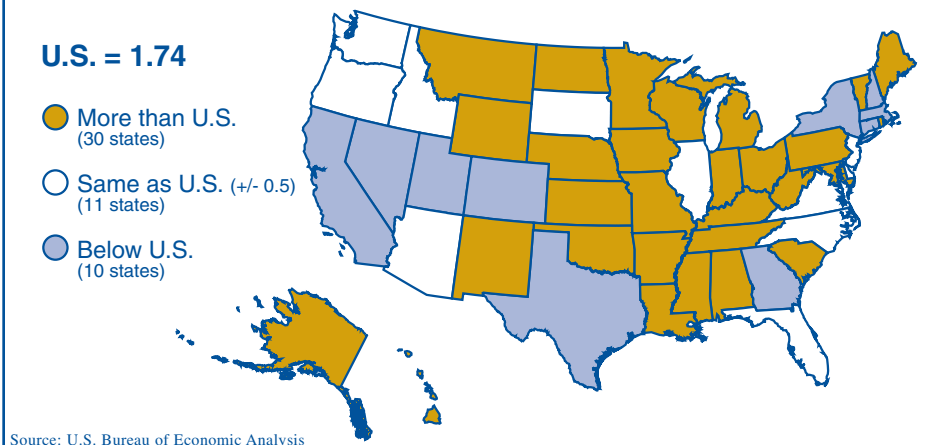 U.S. = 1.74
More than U.S.
(30 states)
Same as U.S. (+/- 0.5)
(11 states)
Below U.S.
(10 states)
Source: U.S. Bureau of Economic Analysis